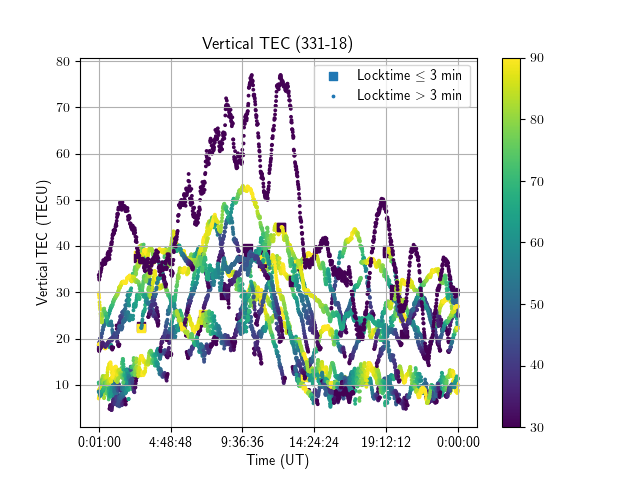 Vertical TEC (331-18)
Locktime ≤ 3 min
Locktime > 3 min
Vertical TEC (TECU)
80
70
60
50
40
30
20
10
0:01:00 4:48:48 9:36:36 14:24:24 19:12:12 0:00:00
Time (UT)
90
80
70
60
50
40
30